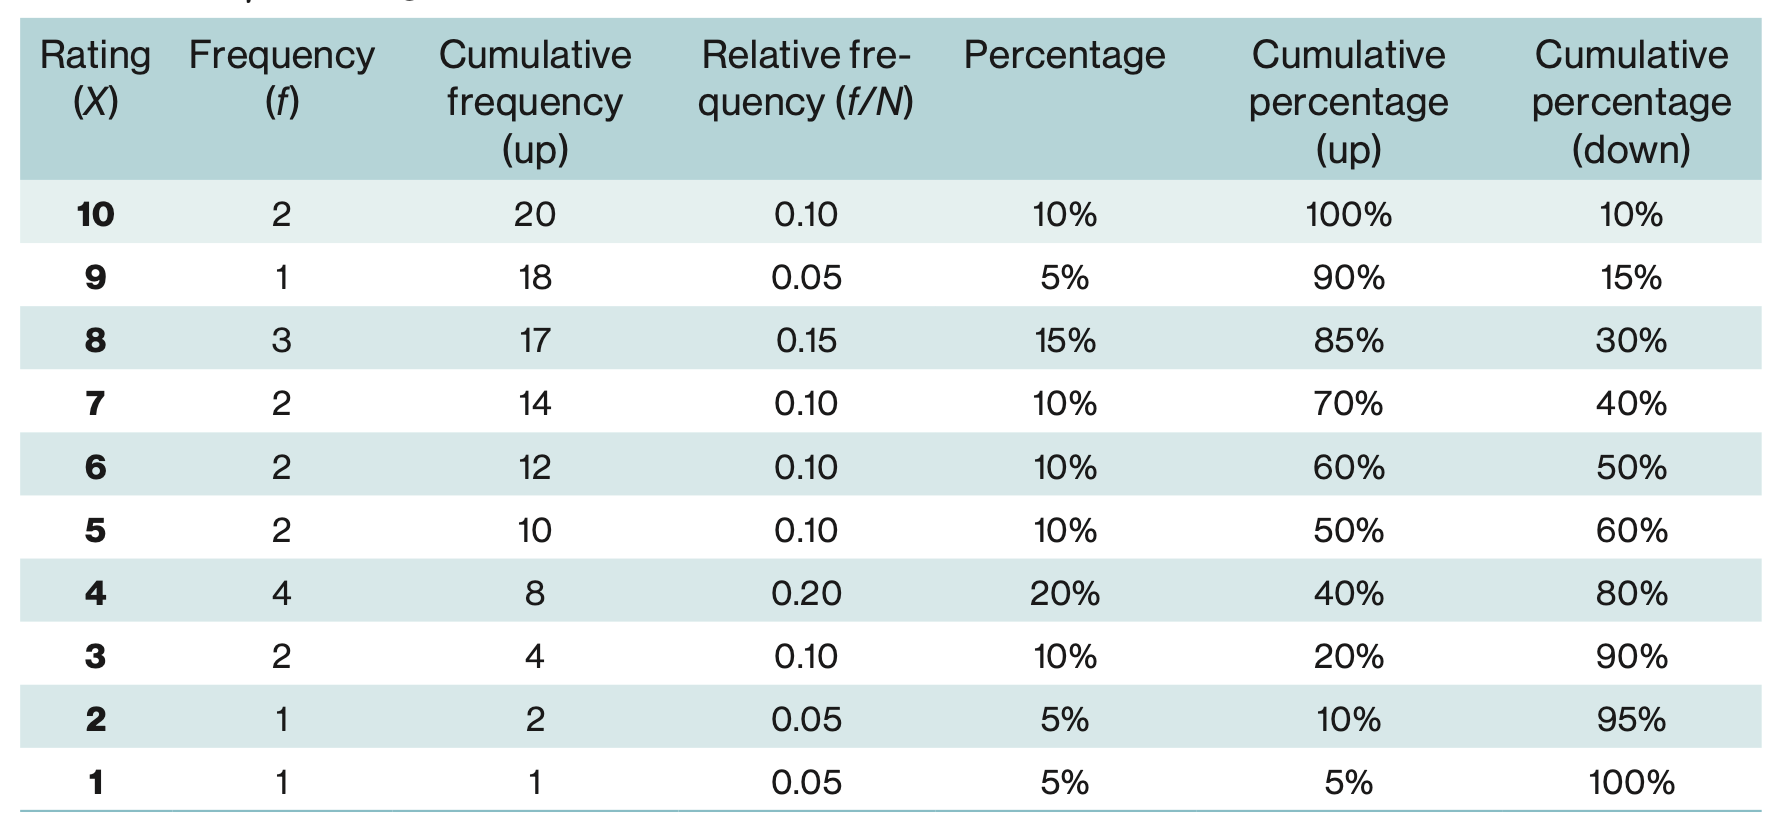 Rating Frequency Cumulative Relative fre- Percentage Cumulative Cumulative
(X) (f) frequency quency (f/N) percentage percentage
(up) (up) (down)
10 2 20 0.10 10% 100% 10%
9 1 18 0.05 5% 90% 15%
8 3 17 0.15 15% 85% 30%
7 2 14 0.10 10% 70% 40%
6 2 12 0.10 10% 60% 50%
5 2 10 0.10 10% 50% 60%
4 4 8 0.20 20% 40% 80%
3 2 4 0.10 10% 20% 90%
2 1 2 0.05 5% 10% 95%
1 1 1 0.05 5% 5% 100%